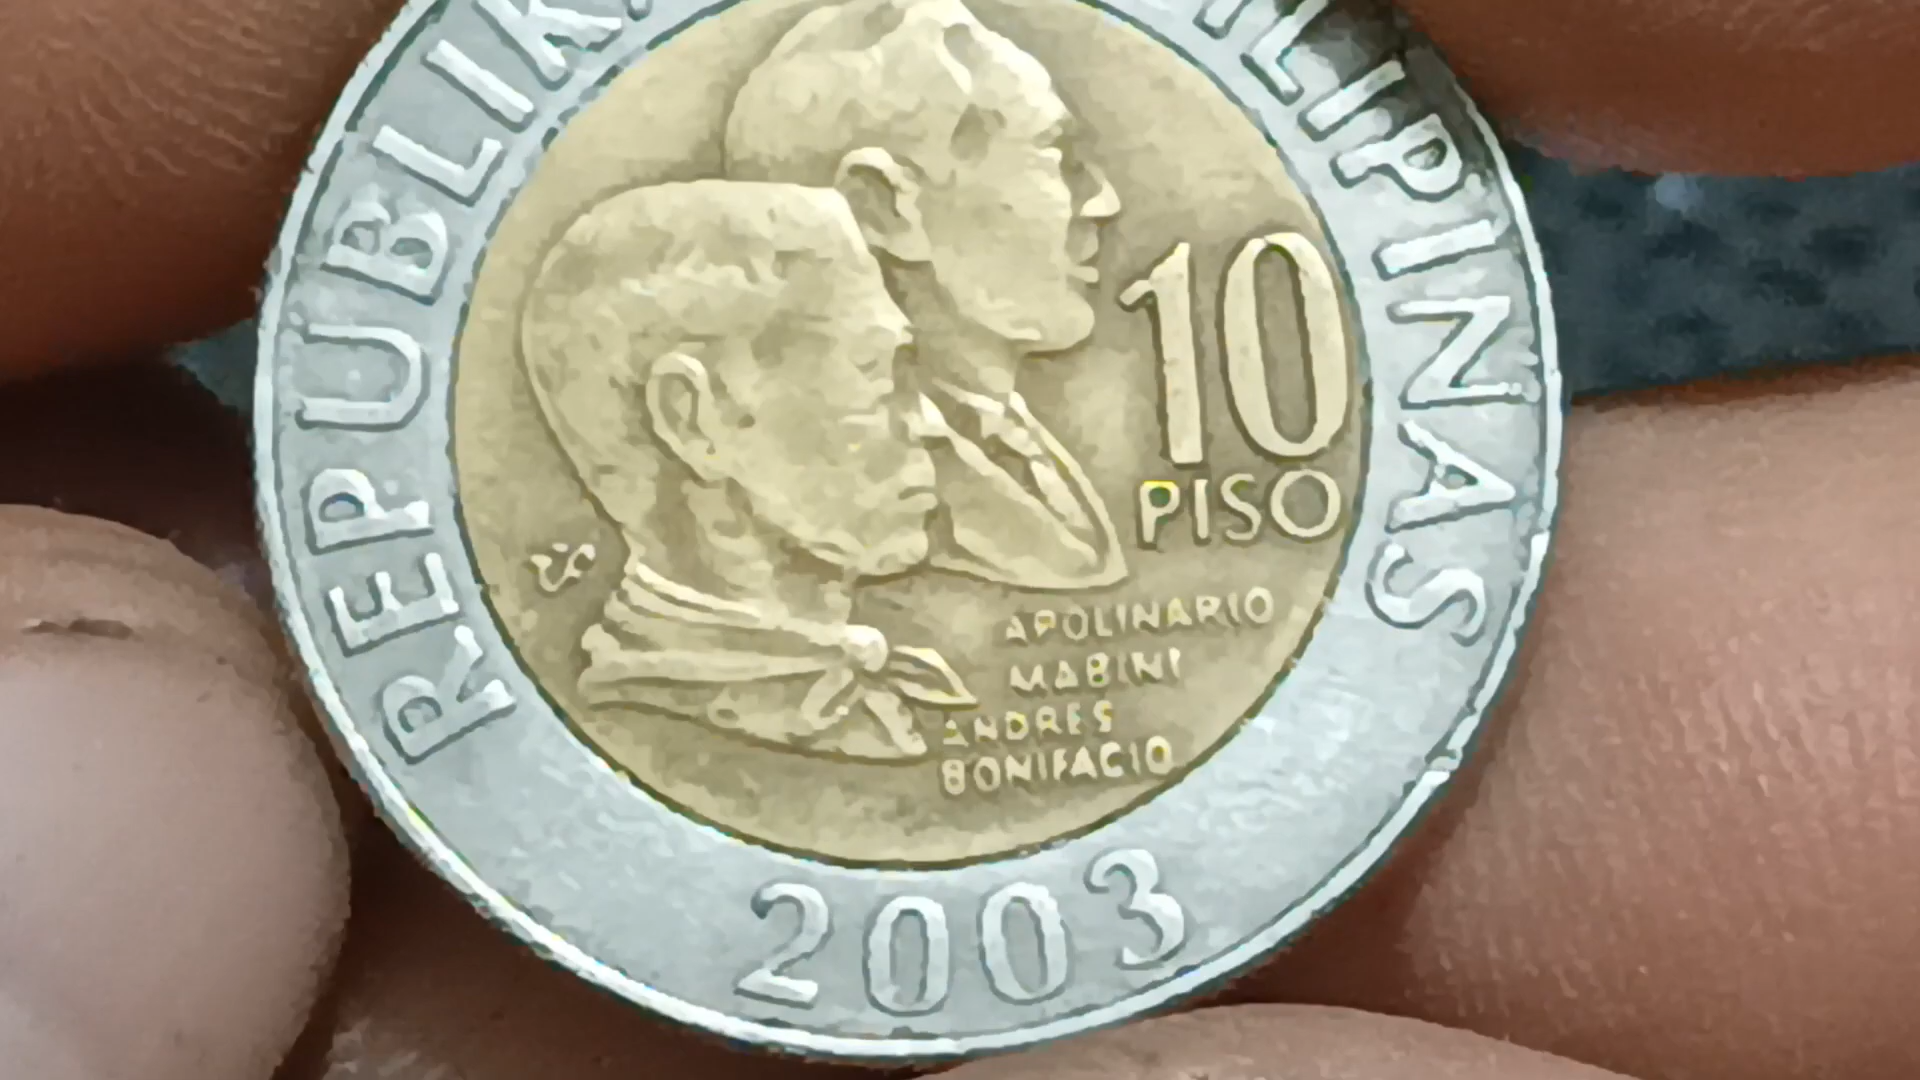 REPUBLIKA
PILIPINAS
10
PISO
APOLINARIO
MABINI
ANDRES
BONIFACIO
2003